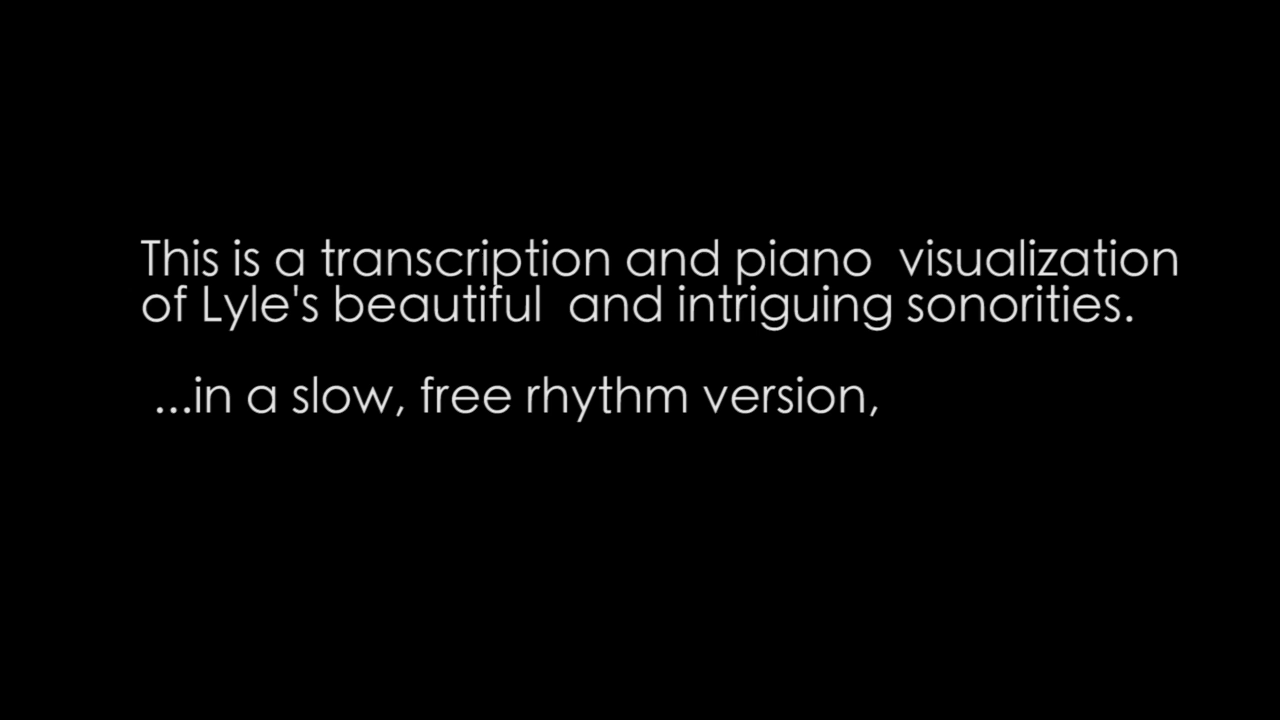 This is a transcription and piano  visualization
of Lyle's beautiful  and intriguing sonorities.
...in a slow, free rhythm version,